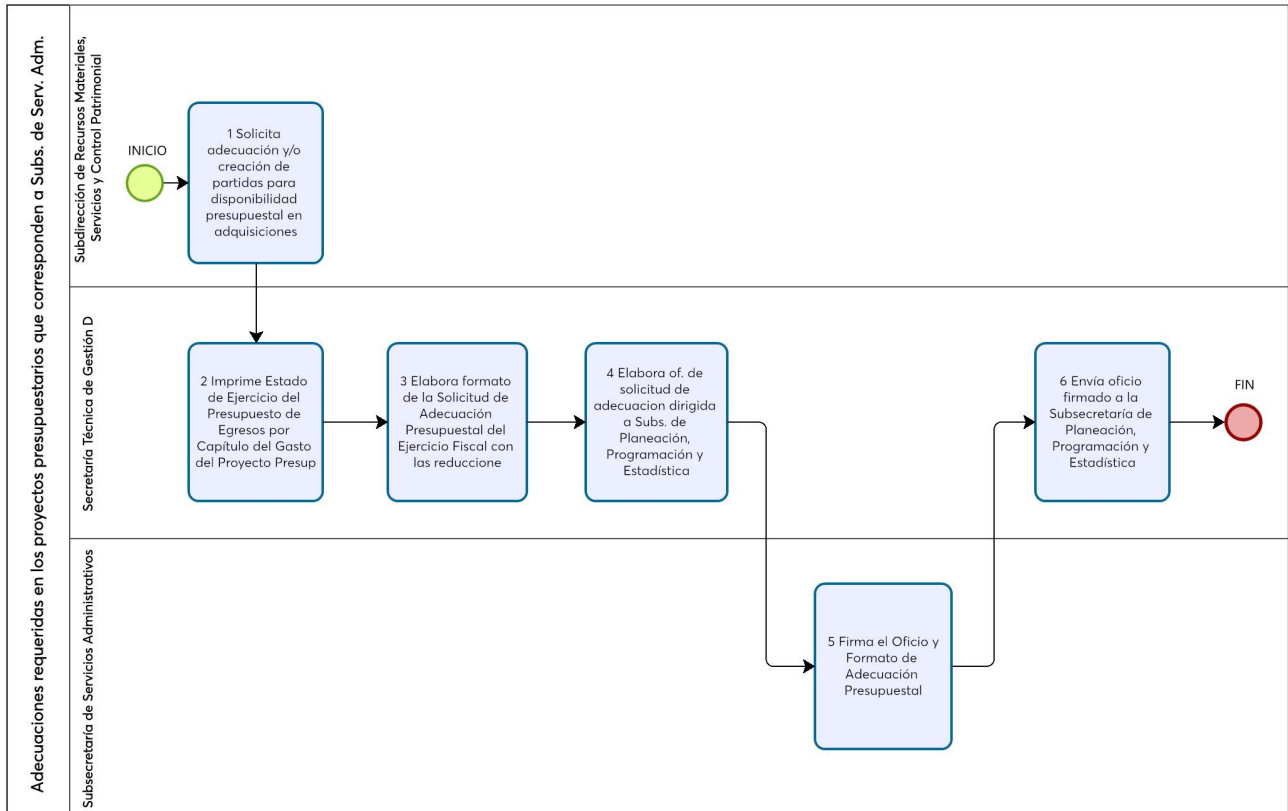 Adecuaciones requeridas en los proyectos presupuestarios que corresponden a Subs. de Serv. Adm.
Subdirección de Recursos Materiales,
Servicios y Control Patrimonial
INICIO
1 Solicita
adecuación y/o
creación de
partidas para
disponibilidad
presupuestal en
adquisiciones
Secretaría Técnica de Gestión D
2 Imprime Estado
de Ejercicio del
Presupuesto de
Egresos por
Capítulo del Gasto
del Proyecto Presup
3 Elabora formato
de la Solicitud de
Adecuación
Presupuestal del
Ejercicio Fiscal con
las reduccione
4 Elabora of. de
solicitud de
adecuacion dirigida
a Subs. de
Planeación,
Programación y
Estadística
6 Envía oficio
firmado a la
Subsecretaría de
Planeación,
Programación y
Estadística
FIN
Subsecretaría de Servicios Administrativos
5 Firma el Oficio y
Formato de
Adecuación
Presupuestal